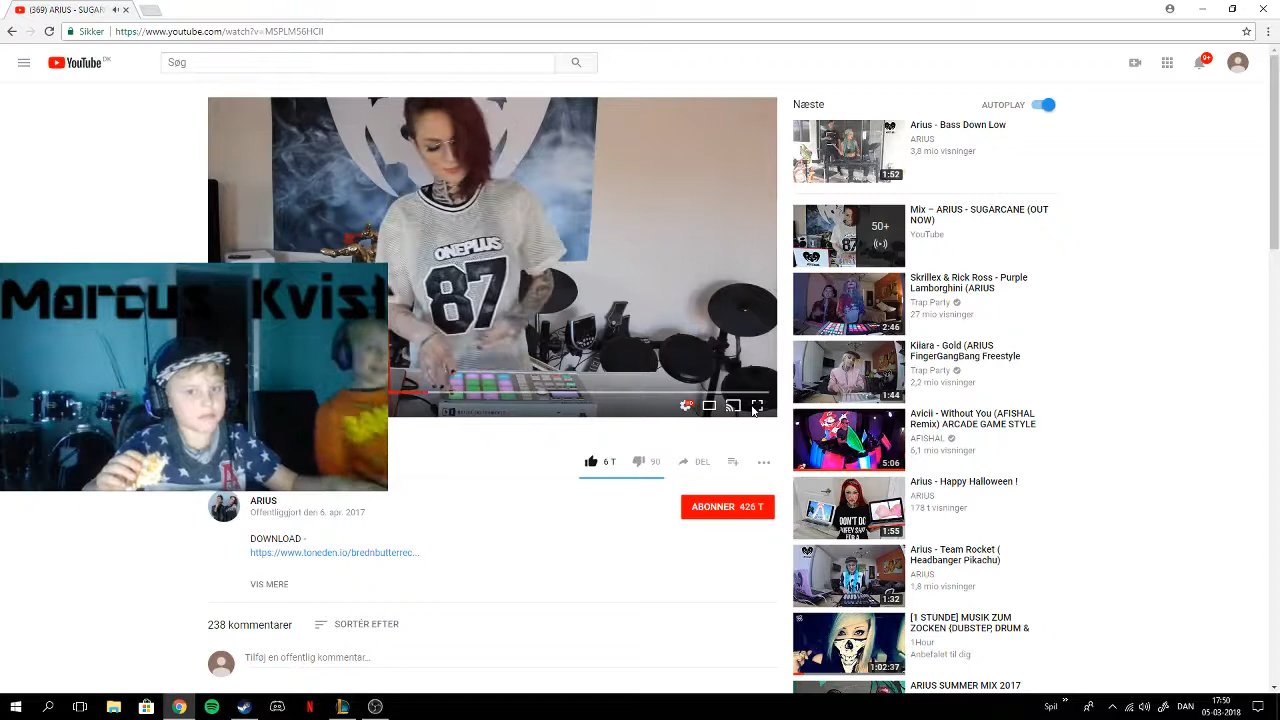 (369) ARIUS - SUGAR
Sikker
https://www.youtube.com/watch?v=MSPLM56HCII
YouTube DK
Søg
9+
ONEPLUS
87
HD
6 T
90
DEL
ARIUS
Offentliggjort den 6. apr. 2017
ABONNER 426 T
DOWNLOAD -
https://www.toneden.io/brednbutterrec...
VIS MERE
238 kommentarer
SORTÉR EFTER
Tilføj en offentlig kommentar...
Næste
AUTOPLAY
Arius - Bass Down Low
ARIUS
3,8 mio visninger
1:52
Mix – ARIUS - SUGARCANE (OUT
NOW)
YouTube
50+
Skrillex & Rick Ross - Purple
Lamborghini (ARIUS
Trap Party
27 mio visninger
2:46
Kiiara - Gold (ARIUS
FingerGangBang Freestyle
Trap Party
2,2 mio visninger
1:44
Avicii - Without You (AFISHAL
Remix) ARCADE GAME STYLE
AFISHAL
6,1 mio visninger
5:06
Arius - Happy Halloween !
ARIUS
178 t visninger
1:55
Arius - Team Rocket (
Headbanger Pikachu)
ARIUS
1,8 mio visninger
1:32
[1 STUNDE] MUSIK ZUM
ZOCKEN {DUBSTEP, DRUM &
1Hour
Anbefalet til dig
1:02:37
ARIUS SUMMER MIX 2017
Spil
DAN
17:50
05-03-2018